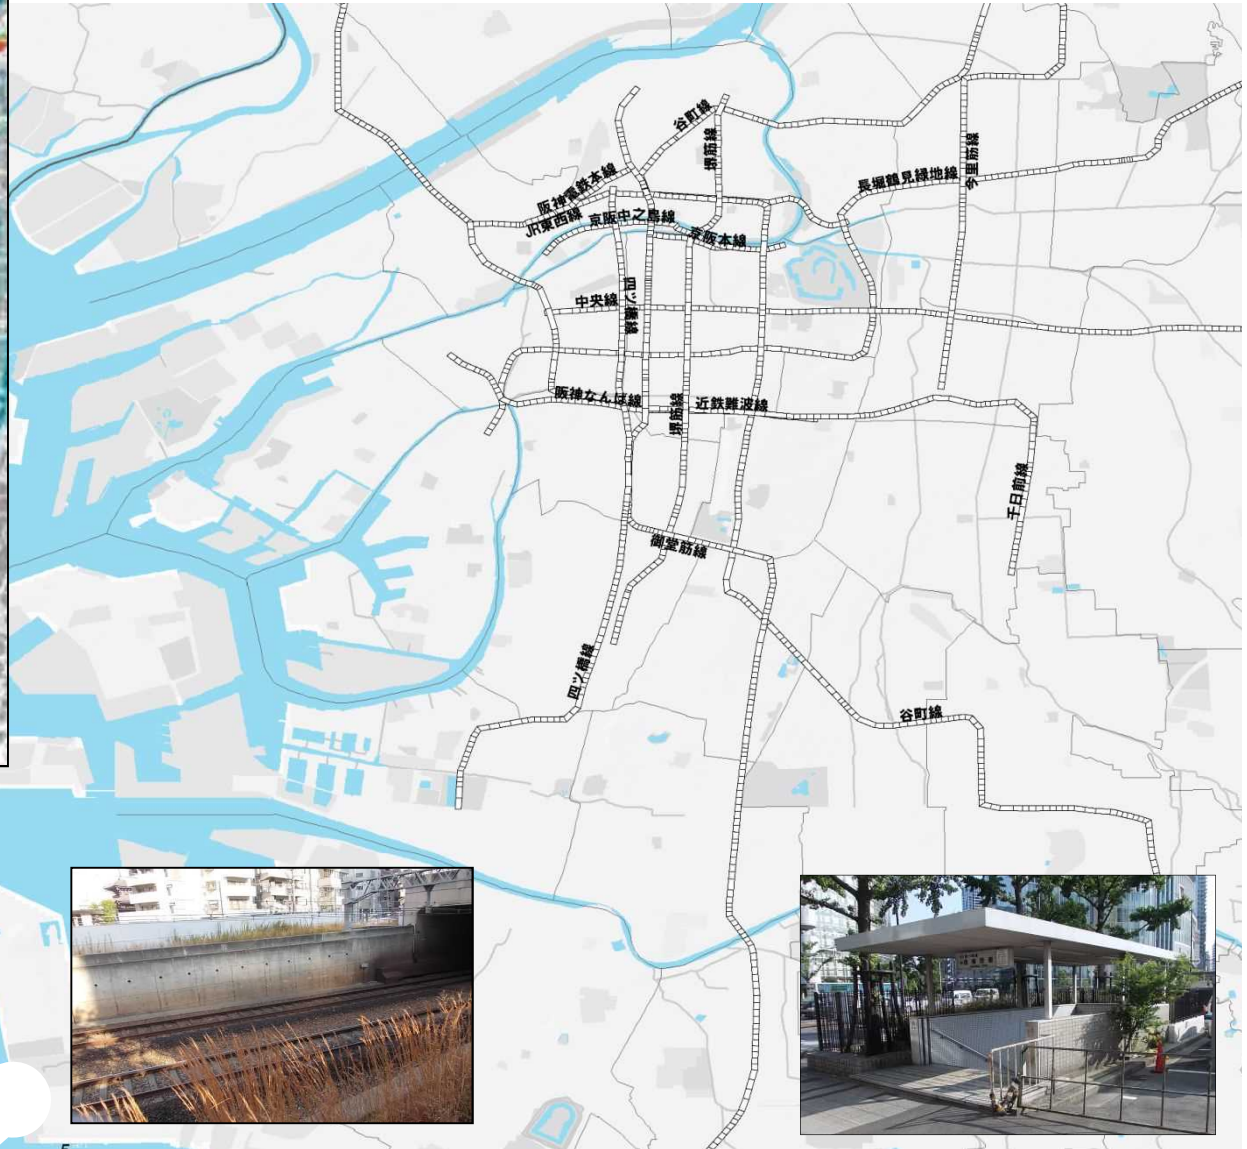 谷町線
堺筋線
今里筋線
長堀鶴見緑地線
阪神電鉄本線
JR東西線
京阪中之島線
京阪本線
四ツ橋線
中央線
阪神なんば線
堺筋線
近鉄難波線
千日前線
御堂筋線
四ツ橋線
谷町線